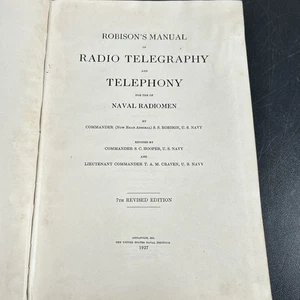 ROBISON'S MANUAL
OF
RADIO TELEGRAPHY
AND
TELEPHONY
FOR USE OF
NAVAL RADIOMEN
BY
COMMANDER (NOW REAR ADMIRAL) S. S. ROBISON, U. S. NAVY
REVISED BY
COMMANDER S. C. HOOPER, U. S. NAVY
AND
LIEUTENANT COMMANDER T. A. M. CRAVEN, U. S. NAVY
7TH REVISED EDITION
ANNAPOLIS, MD.
THE UNITED STATES NAVAL INSTITUTE
1927